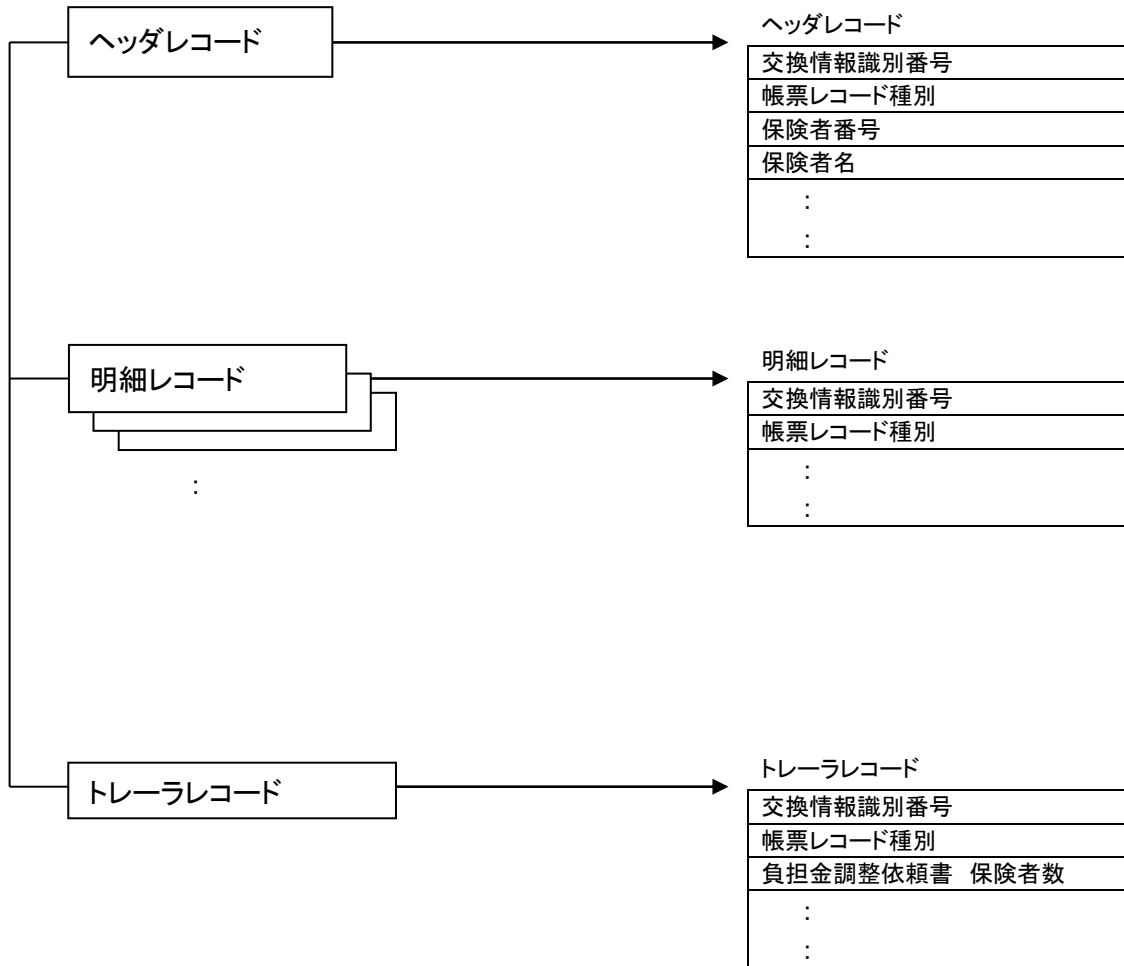 ヘッダレコード
ヘッダレコード
交換情報識別番号
帳票レコード種別
保険者番号
保険者名
:
:
明細レコード
:
明細レコード
交換情報識別番号
帳票レコード種別
:
:
トレーラレコード
トレーラレコード
交換情報識別番号
帳票レコード種別
負担金調整依頼書　保険者数
:
: